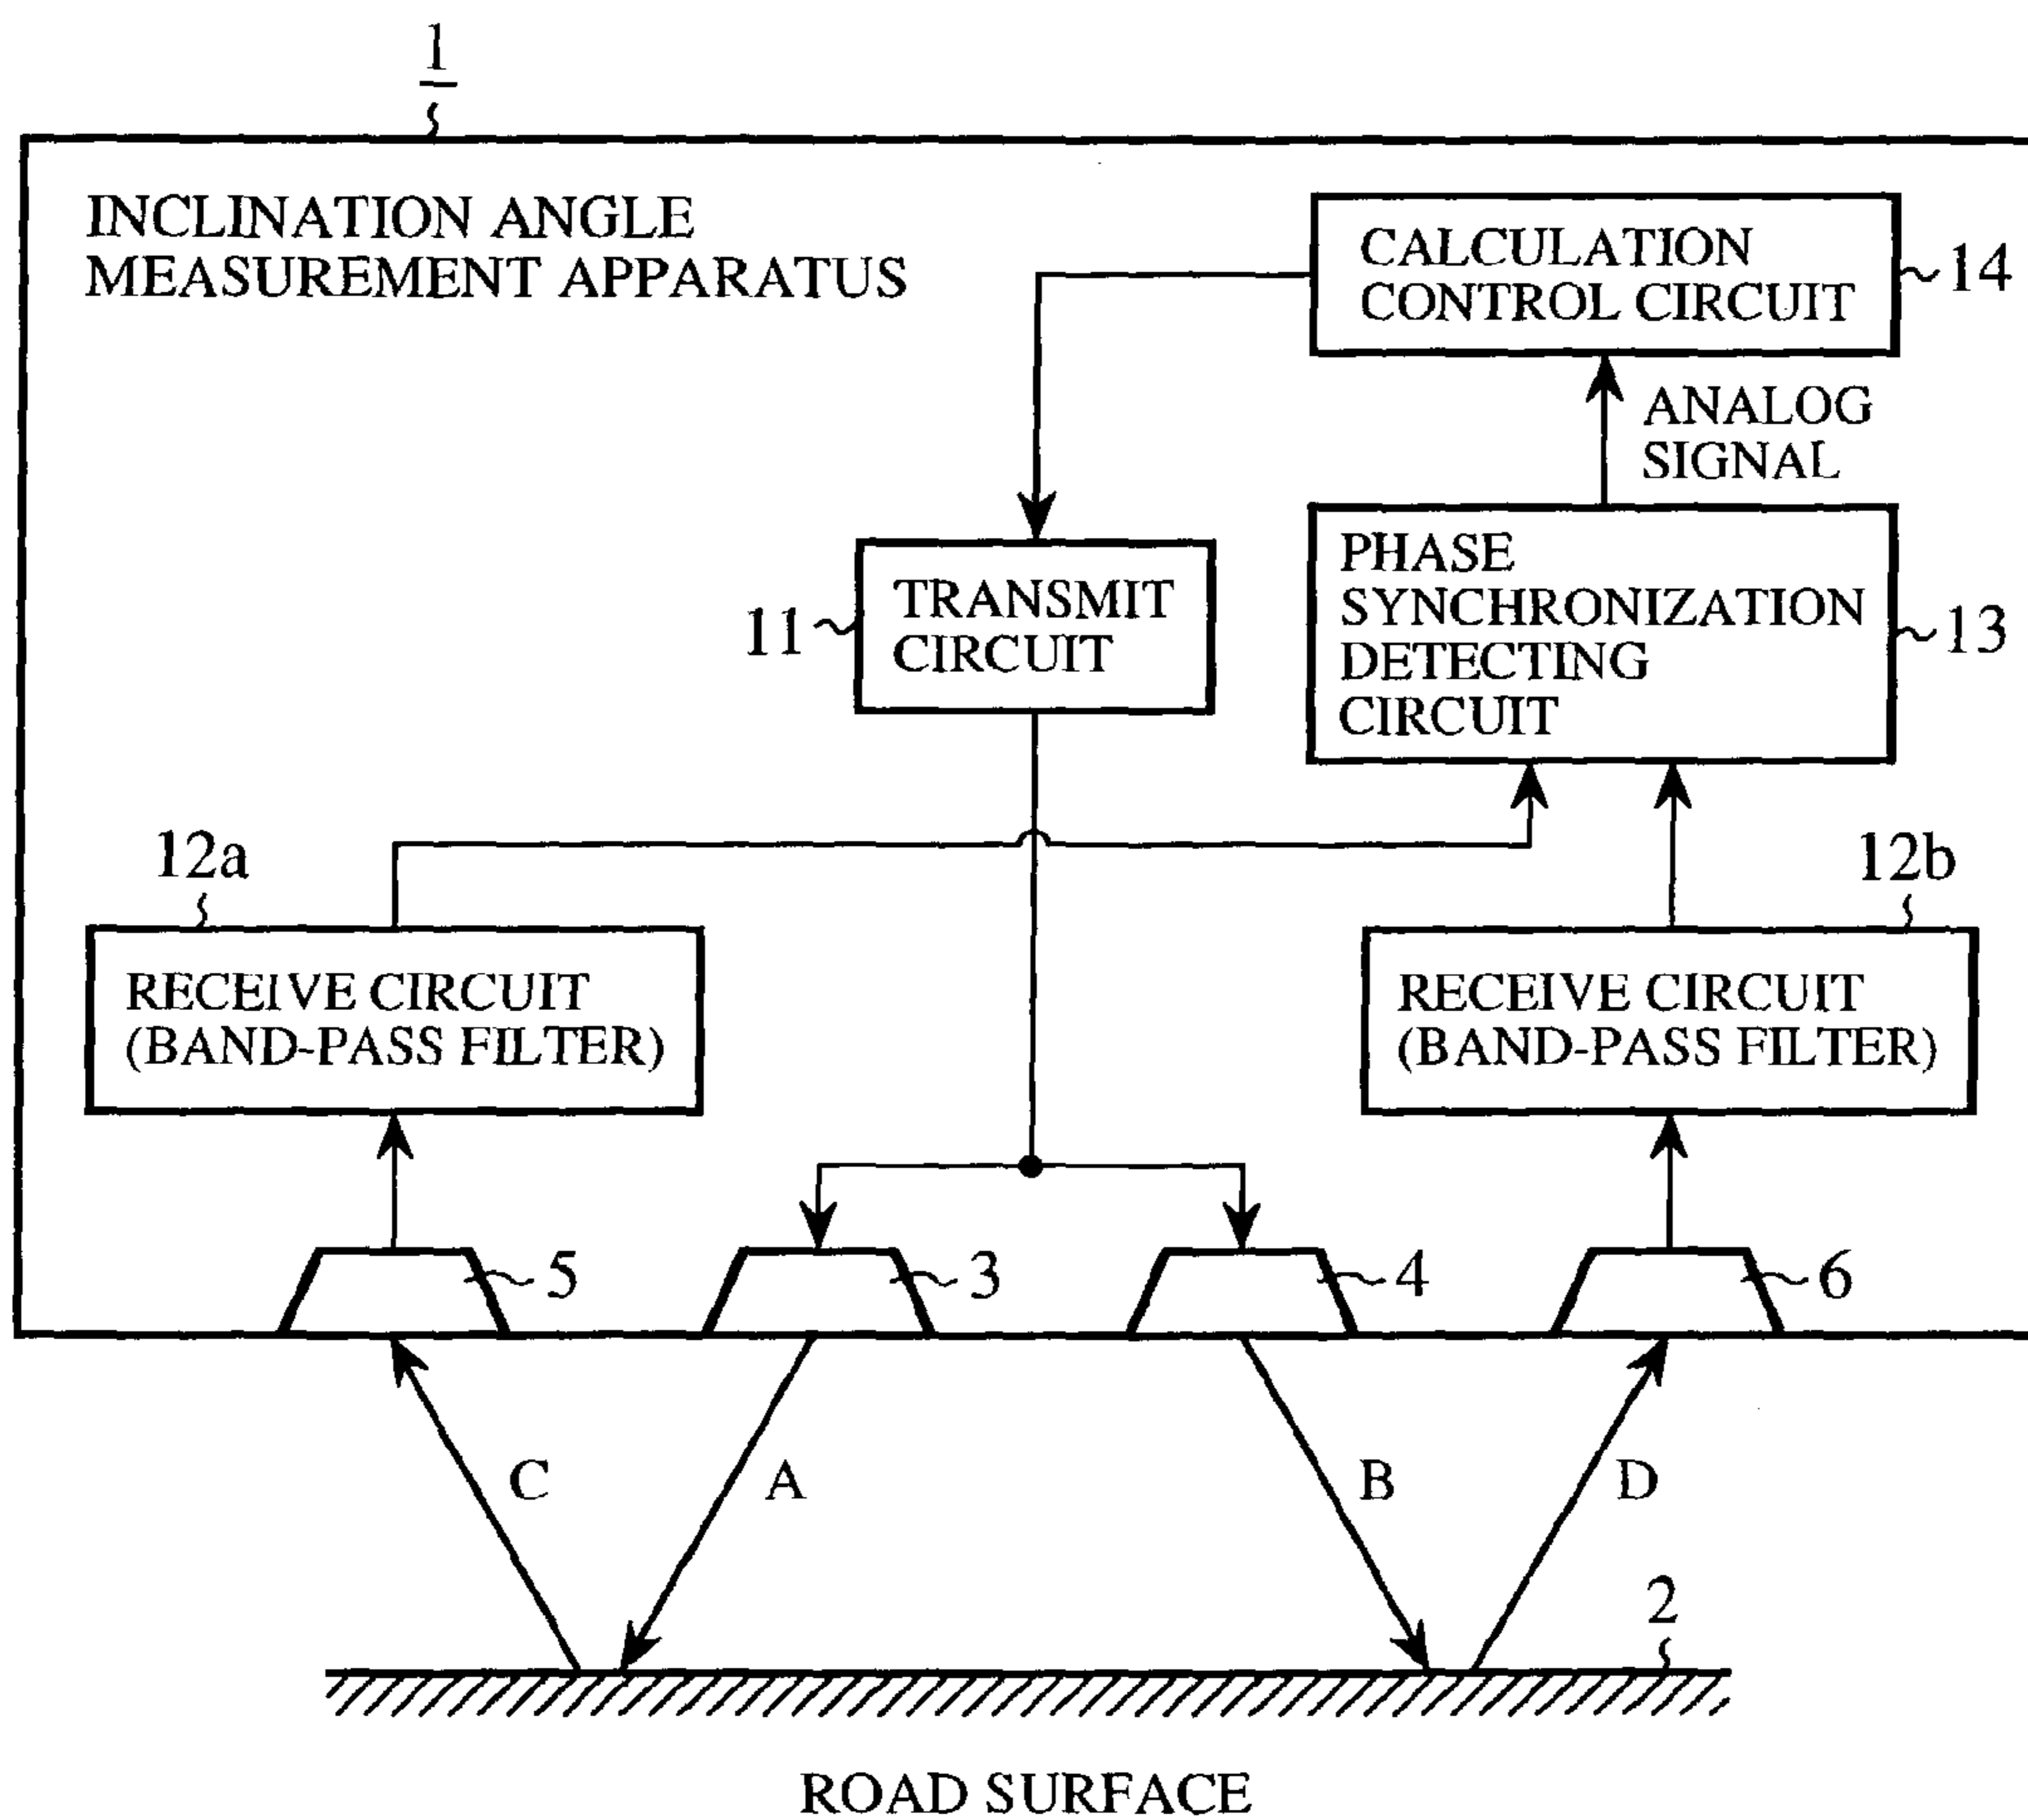 1
INCLINATION ANGLE
MEASUREMENT APPARATUS
CALCULATION
CONTROL CIRCUIT
14
ANALOG
SIGNAL
TRANSMIT
CIRCUIT
11
PHASE
SYNCHRONIZATION
DETECTING
CIRCUIT
13
12a
12b
RECEIVE CIRCUIT
(BAND-PASS FILTER)
RECEIVE CIRCUIT
(BAND-PASS FILTER)
5
3
4
6
C
A
B
D
2
ROAD SURFACE